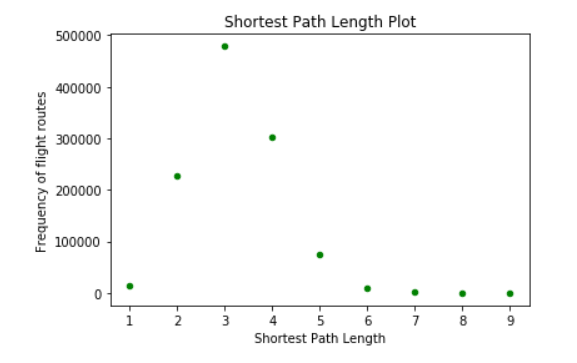 Shortest Path Length Plot
500000
400000
300000
200000
100000
0
Frequency of flight routes
1 2 3 4 5 6 7 8 9
Shortest Path Length